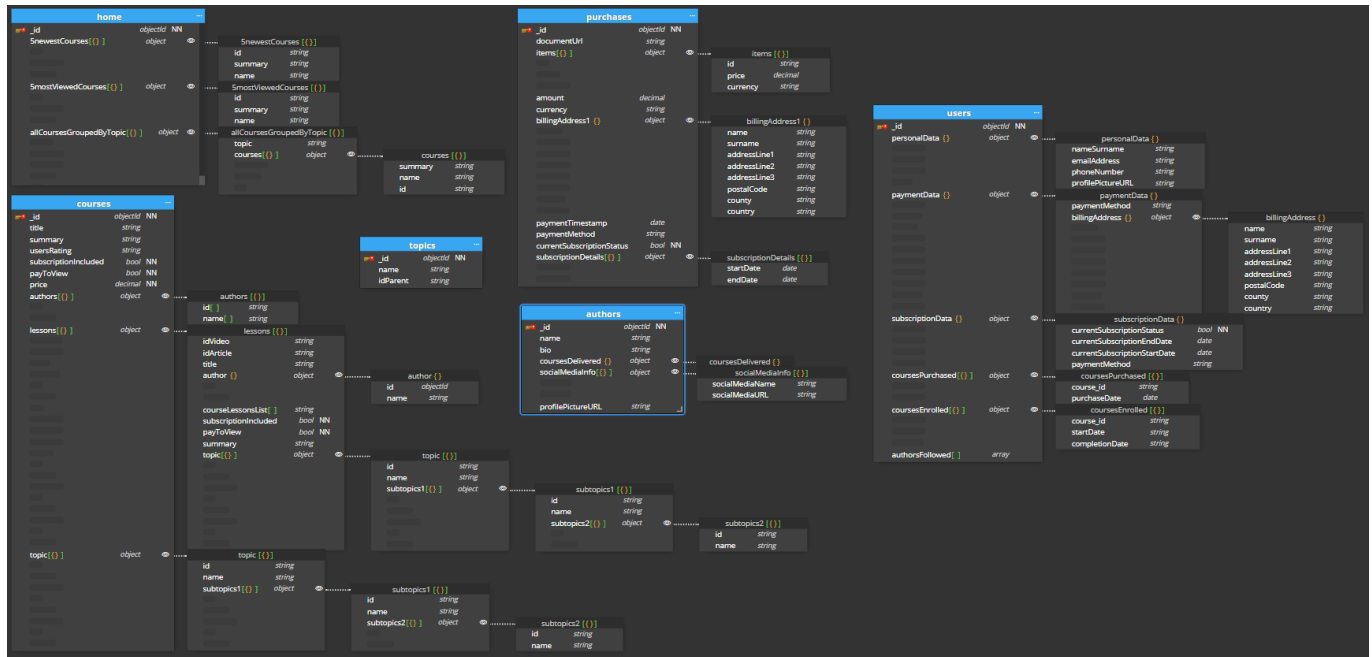 home
_id objectId NN
5newestCourses[{} ] object
5newestCourses [{}]
id string
summary string
name string
5mostViewedCourses[{} ] object
5mostViewedCourses [{}]
id string
summary string
name string
allCoursesGroupedByTopic[{} ] object
allCoursesGroupedByTopic [{}]
topic string
courses[{} ] object
courses [{}]
summary string
name string
id string
courses
_id objectId NN
title string
summary string
usersRating string
subscriptionIncluded bool NN
payToView bool NN
price decimal NN
authors[{} ] object
authors [{}]
id[ ] string
name[ ] string
lessons[{} ] object
lessons [{}]
idVideo string
idArticle string
title string
author {} object
author {}
id objectId
name string
courseLessonsList[ ] string
subscriptionIncluded bool NN
payToView bool NN
summary string
topic[{} ] object
topic [{}]
id string
name string
subtopics1[{} ] object
subtopics1 [{}]
id string
name string
subtopics2[{} ] object
subtopics2 [{}]
id string
name string
topic[{} ] object
topic [{}]
id string
name string
subtopics1[{} ] object
subtopics1 [{}]
id string
name string
subtopics2[{} ] object
subtopics2 [{}]
id string
name string
topics
_id objectId NN
name string
idParent string
purchases
_id objectId NN
documentUrl string
items[{} ] object
items [{}]
id string
price decimal
currency string
amount decimal
currency string
billingAddress1 {} object
billingAddress1 {}
name string
surname string
addressLine1 string
addressLine2 string
addressLine3 string
postalCode string
county string
country string
paymentTimestamp date
paymentMethod string
currentSubscriptionStatus bool NN
subscriptionDetails[{} ] object
subscriptionDetails [{}]
startDate date
endDate date
authors
_id objectId NN
name string
bio string
coursesDelivered {} object
coursesDelivered {}
socialMediaInfo[{} ] object
socialMediaInfo [{}]
socialMediaName string
socialMediaURL string
profilePictureURL string
users
_id objectId NN
personalData {} object
personalData {}
nameSurname string
emailAddress string
phoneNumber string
profilePictureURL string
paymentData {} object
paymentData {}
paymentMethod string
billingAddress {} object
billingAddress {}
name string
surname string
addressLine1 string
addressLine2 string
addressLine3 string
postalCode string
county string
country string
subscriptionData {} object
subscriptionData {}
currentSubscriptionStatus bool NN
currentSubscriptionEndDate date
currentSubscriptionStartDate date
paymentMethod string
coursesPurchased[{} ] object
coursesPurchased [{}]
course_id string
purchaseDate date
coursesEnrolled[{} ] object
coursesEnrolled [{}]
course_id string
startDate string
completionDate string
authorsFollowed[ ] array